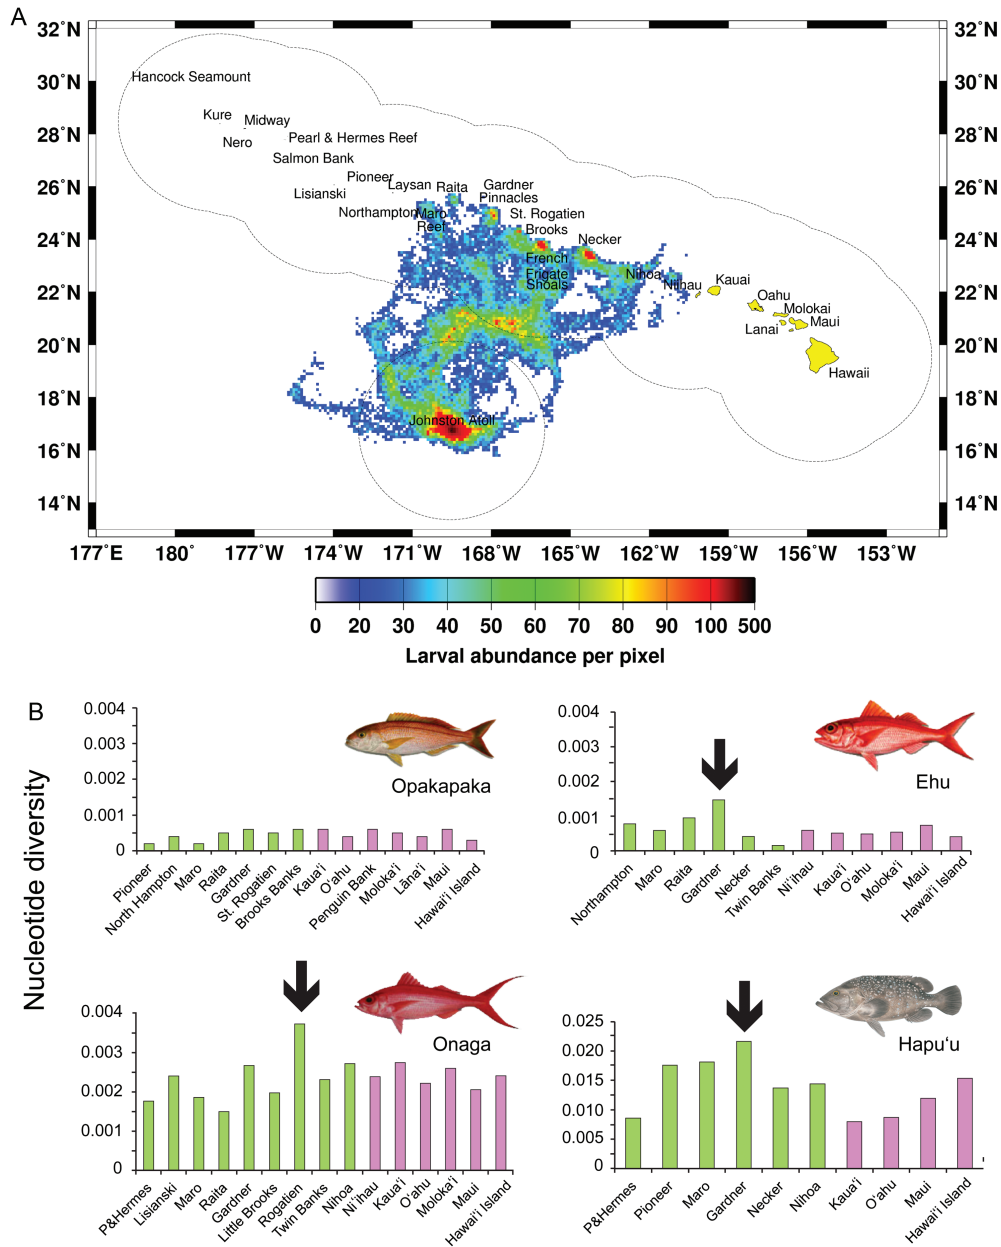 A
32°N
32°N
30°N
30°N
28°N
28°N
26°N
26°N
24°N
24°N
22°N
22°N
20°N
20°N
18°N
18°N
16°N
16°N
14°N
14°N
Hancock Seamount
Kure
Midway
Nero
Pearl & Hermes Reef
Salmon Bank
Pioneer
Lisianski
Laysan
Raita
Gardner
Pinnacles
Northampton
Maro
Reef
St. Rogatien
Brooks
Necker
French
Frigate
Shoals
Nihoa
Niihau
Kauai
Oahu
Molokai
Lanai
Maui
Hawaii
Johnston Atoll
177°E 180° 177°W 174°W 171°W 168°W 165°W 162°W 159°W 156°W 153°W
0 20 30 40 50 60 70 80 90 100 500
Larval abundance per pixel
B
Nucleotide diversity
0.004
0.003
0.002
0.001
0
Opakapaka
Pioneer
North Hampton
Maro
Raita
Gardner
St. Rogatien
Brooks Banks
Kaua'i
O'ahu
Penguin Bank
Moloka'i
Lāna'i
Maui
Hawai'i Island
0.004
0.003
0.002
0.001
0
Ehu
Northampton
Maro
Raita
Gardner
Necker
Twin Banks
Ni'ihau
Kaua'i
O'ahu
Moloka'i
Maui
Hawai'i Island
0.004
0.003
0.002
0.001
0
Onaga
P&Hermes
Lisianski
Maro
Raita
Gardner
Little Brooks
Rogatien
Twin Banks
Nihoa
Ni'ihau
Kaua'i
O'ahu
Moloka'i
Maui
Hawai'i Island
0.025
0.020
0.015
0.010
0.005
0
Hapu‘u
P&Hermes
Pioneer
Maro
Gardner
Necker
Nihoa
Kaua'i
O'ahu
Maui
Hawai'i Island